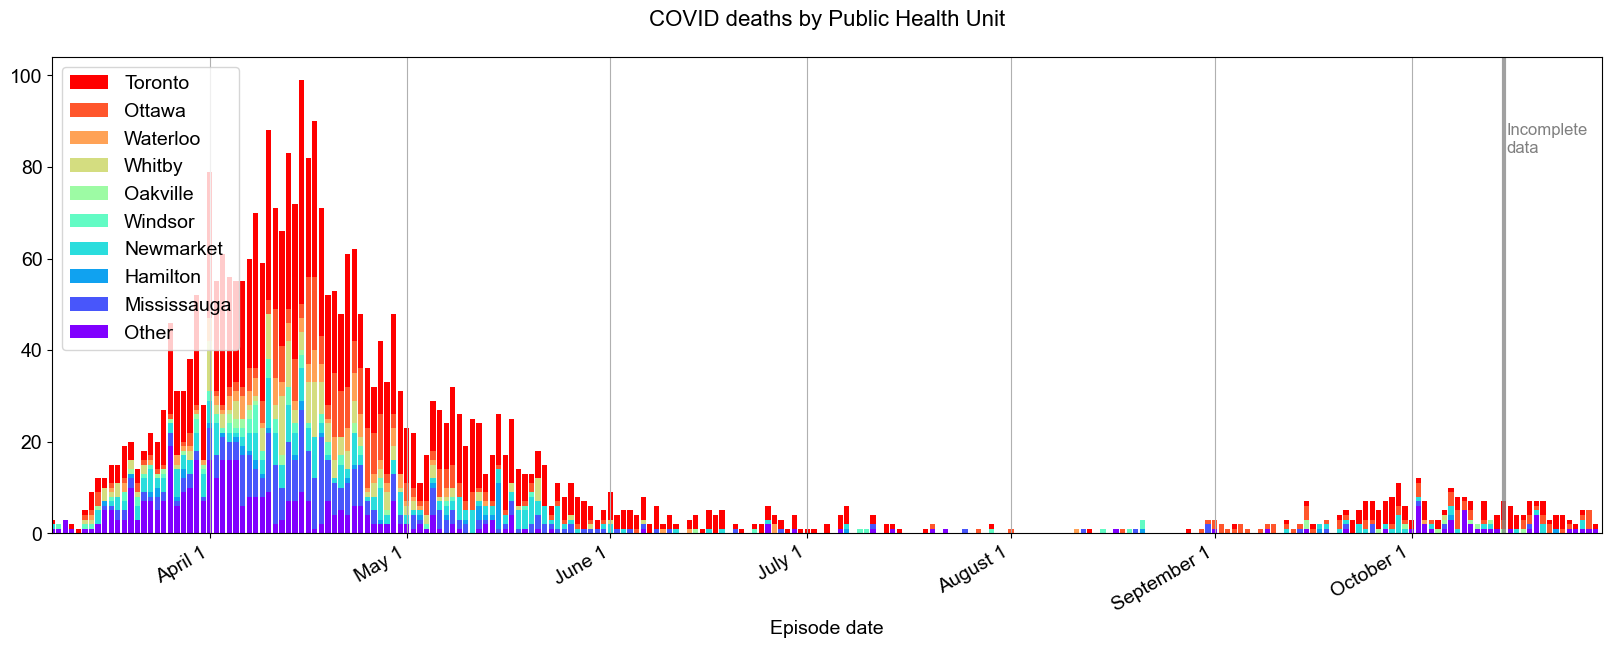 COVID deaths by Public Health Unit
100
80
60
40
20
0
Toronto
Ottawa
Waterloo
Whitby
Oakville
Windsor
Newmarket
Hamilton
Mississauga
Other
Incomplete
data
April 1
May 1
June 1
July 1
August 1
September 1
October 1
Episode date